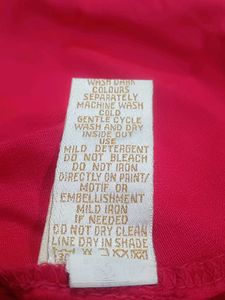 WASH DARK
COLOURS
SEPARATELY
MACHINE WASH
COLD
GENTLE CYCLE
WASH AND DRY
INSIDE OUT
USE
MILD DETERGENT
DO NOT BLEACH
DO NOT IRON
DIRECTLY ON PRINT/
MOTIF OR
EMBELLISHMENT
MILD IRON
IF NEEDED
DO NOT DRY CLEAN
LINE DRY IN SHADE
30